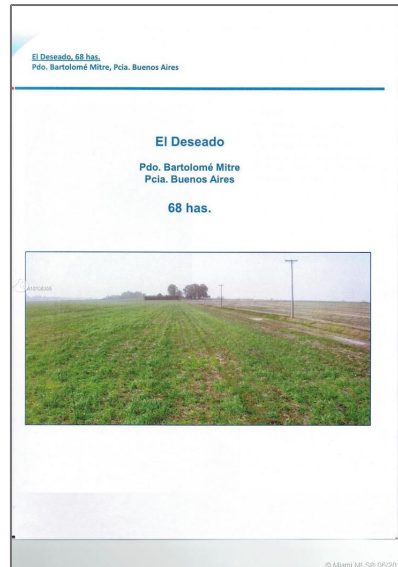 El Deseado, 68 has.
Pdo. Bartolomé Mitre, Pcia. Buenos Aires
El Deseado
Pdo. Bartolomé Mitre
Pcia. Buenos Aires
68 has.
© Miami MLS® 06/20